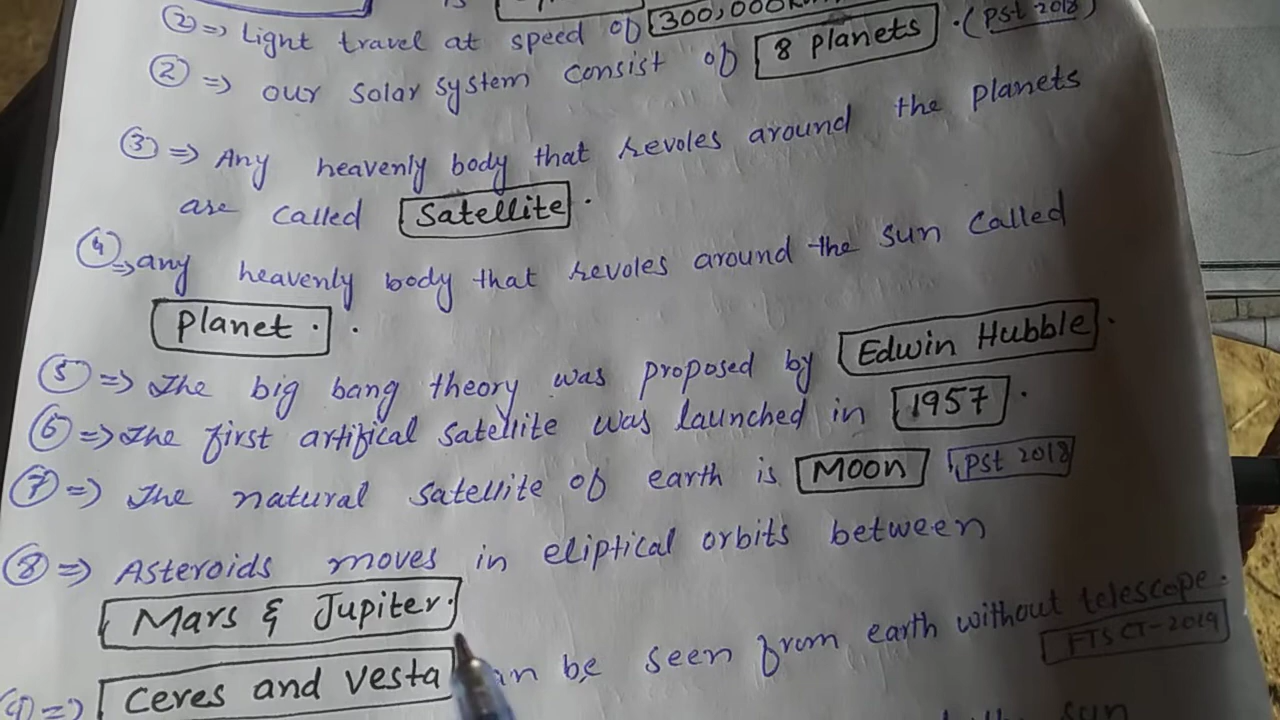 is
②⇒ Light travel at speed of 300,000
② ⇒ our solar system consist of 8 planets . (Pst 2018)
③ ⇒ Any heavenly body that revoles around the planets
are called Satellite .
④⇒ any heavenly body that revoles around the sun called
Planet . .
⑤ ⇒ The big bang theory was proposed by Edwin Hubble .
⑥ ⇒ The first artifical satellite was launched in 1957 .
⑦ ⇒ The natural satellite of earth is Moon Pst 2018
⑧ ⇒ Asteroids moves in eliptical orbits between
Mars & Jupiter.
⇒ Ceres and Vesta can be seen from earth without telescope.
FTS CT-2019
the sun